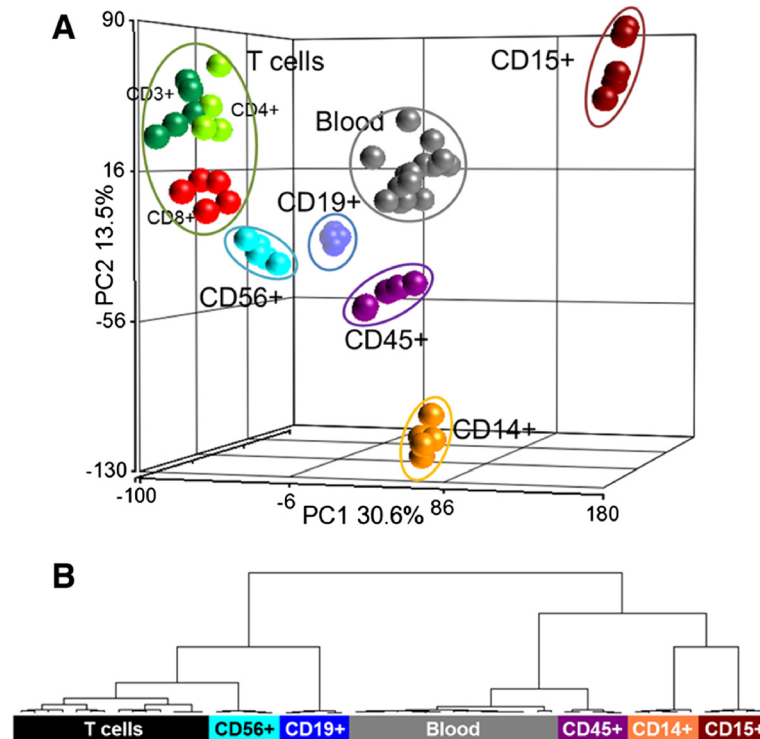 A
90
T cells
CD15+
CD3+
CD4+
Blood
16
CD19+
CD8+
PC2 13.5%
CD56+
-56
CD45+
CD14+
-130
-100
-6
PC1 30.6%
86
180
B
T cells
CD56+
CD19+
Blood
CD45+
CD14+
CD15+